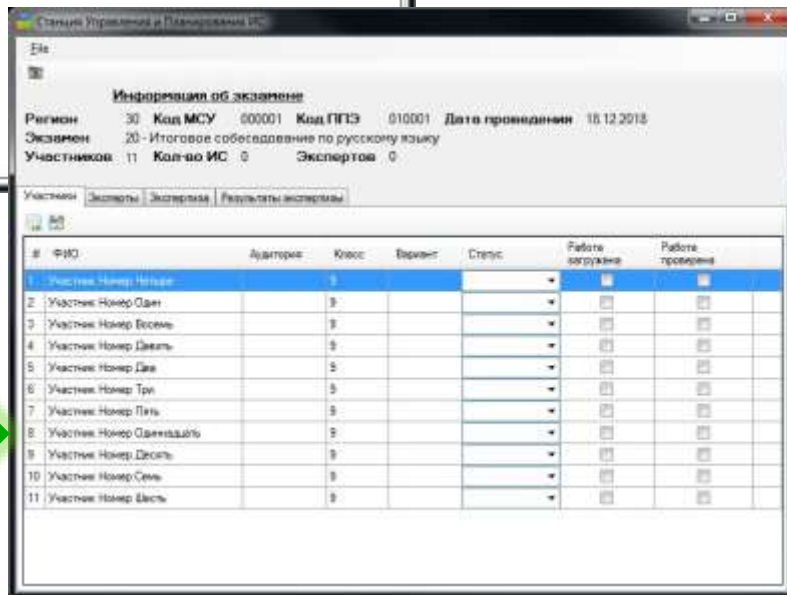 Станция Управления и Планирования ИС
File
Информация об экзамене
Регион 30 Код МСУ 000001 Код ППЭ 010001 Дата проведения 18.12.2018
Экзамен 20 - Итоговое собеседование по русскому языку
Участников 11 Кол-во ИС 0 Экспертов 0
Участники Эксперты Экспертиза Результаты экспертизы
# ФИО Аудитория Класс Вариант Статус Работа загружена Работа проверена
1 Участник Номер Четыре 9
2 Участник Номер Один 9
3 Участник Номер Восемь 9
4 Участник Номер Девять 9
5 Участник Номер Два 9
6 Участник Номер Три 9
7 Участник Номер Пять 9
8 Участник Номер Одиннадцать 9
9 Участник Номер Десять 9
10 Участник Номер Семь 9
11 Участник Номер Шесть 9